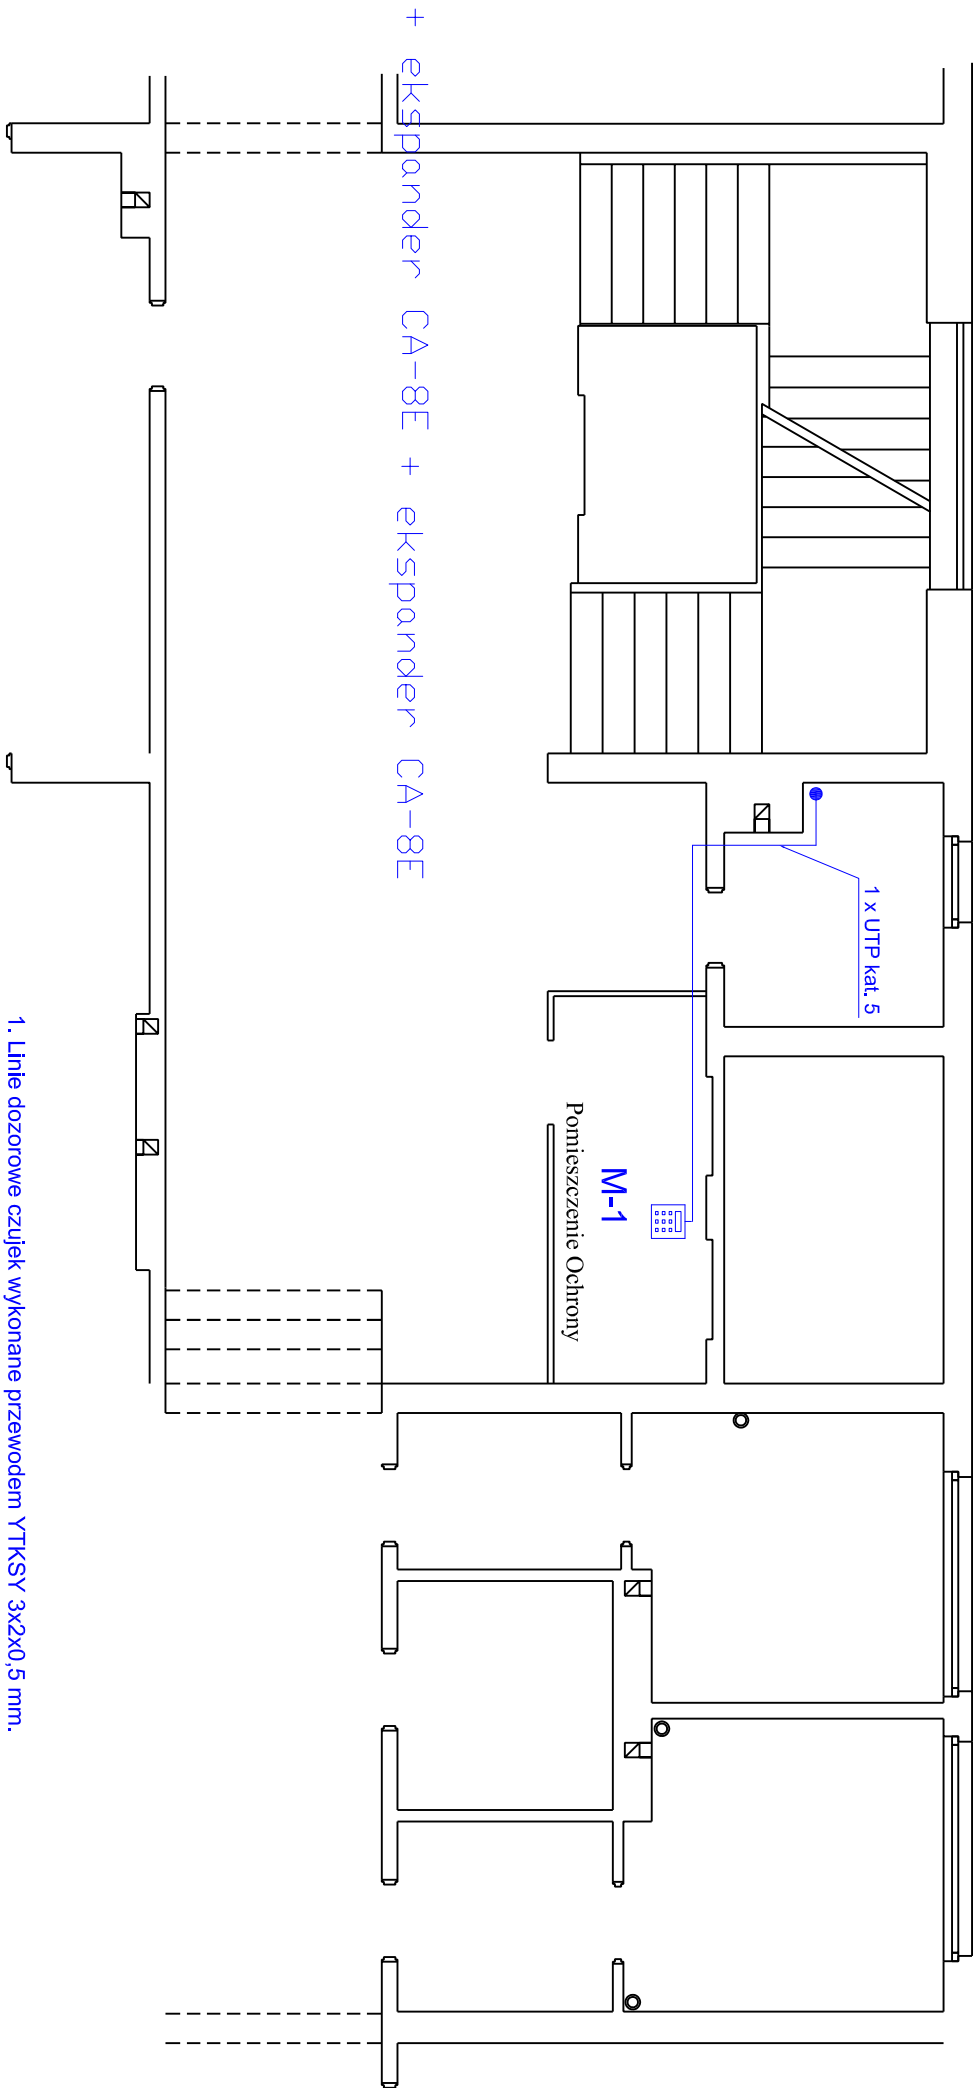 + ekspander CA-8E + ekspander CA-8E
1 x UTP kat. 5
M-1
Pomieszczenie Ochrony
1. Linie dozorowe czujek wykonane przewodem YTKSY 3x2x0,5 mm.